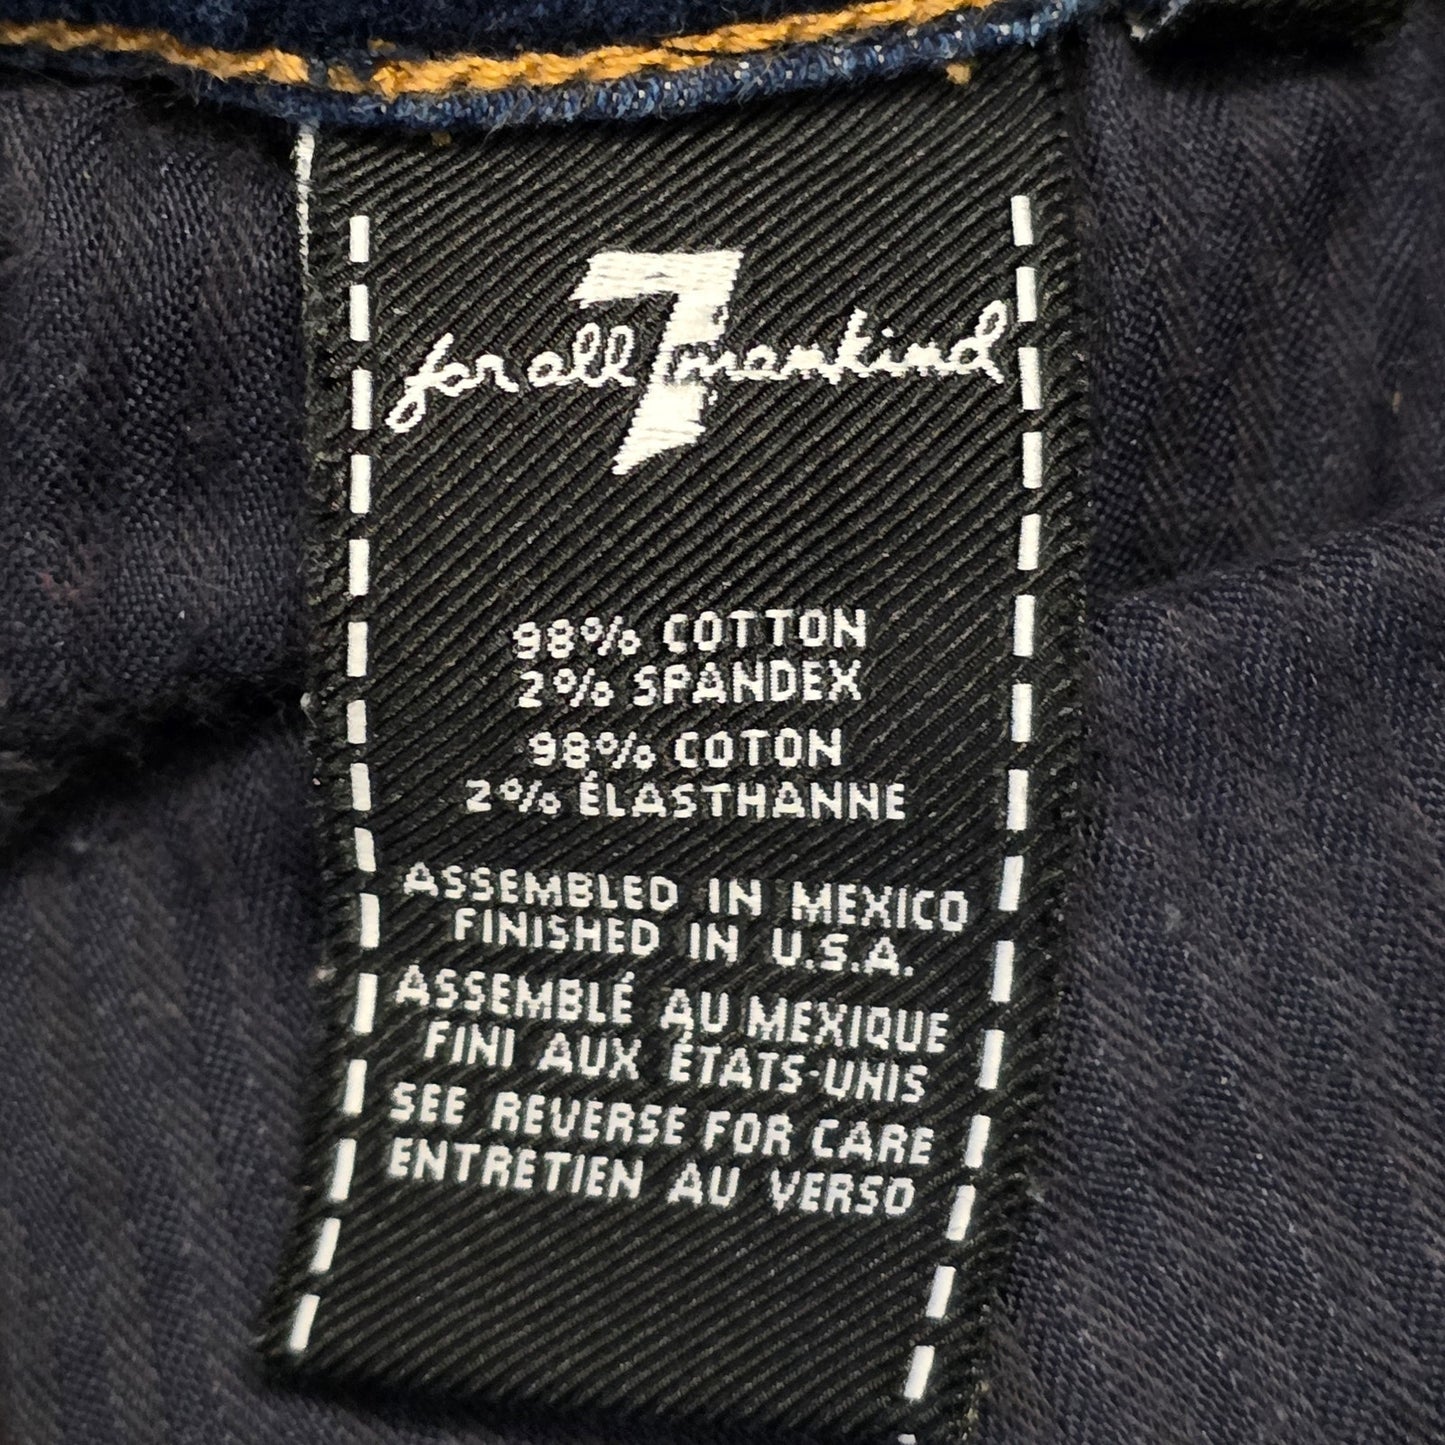 7
for all mankind
98% COTTON
2% SPANDEX
98% COTON
2% ÉLASTHANNE
ASSEMBLED IN MEXICO
FINISHED IN U.S.A.
ASSEMBLÉ AU MEXIQUE
FINI AUX ÉTATS-UNIS
SEE REVERSE FOR CARE
ENTRETIEN AU VERSO